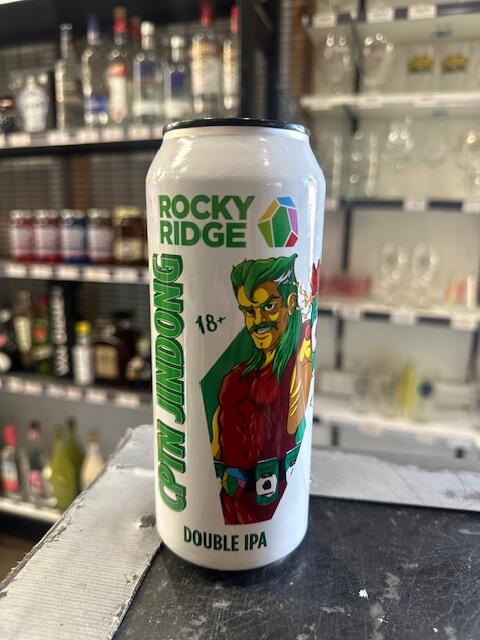 ROCKY
RIDGE
CPTN JINDONG
18+
DOUBLE IPA